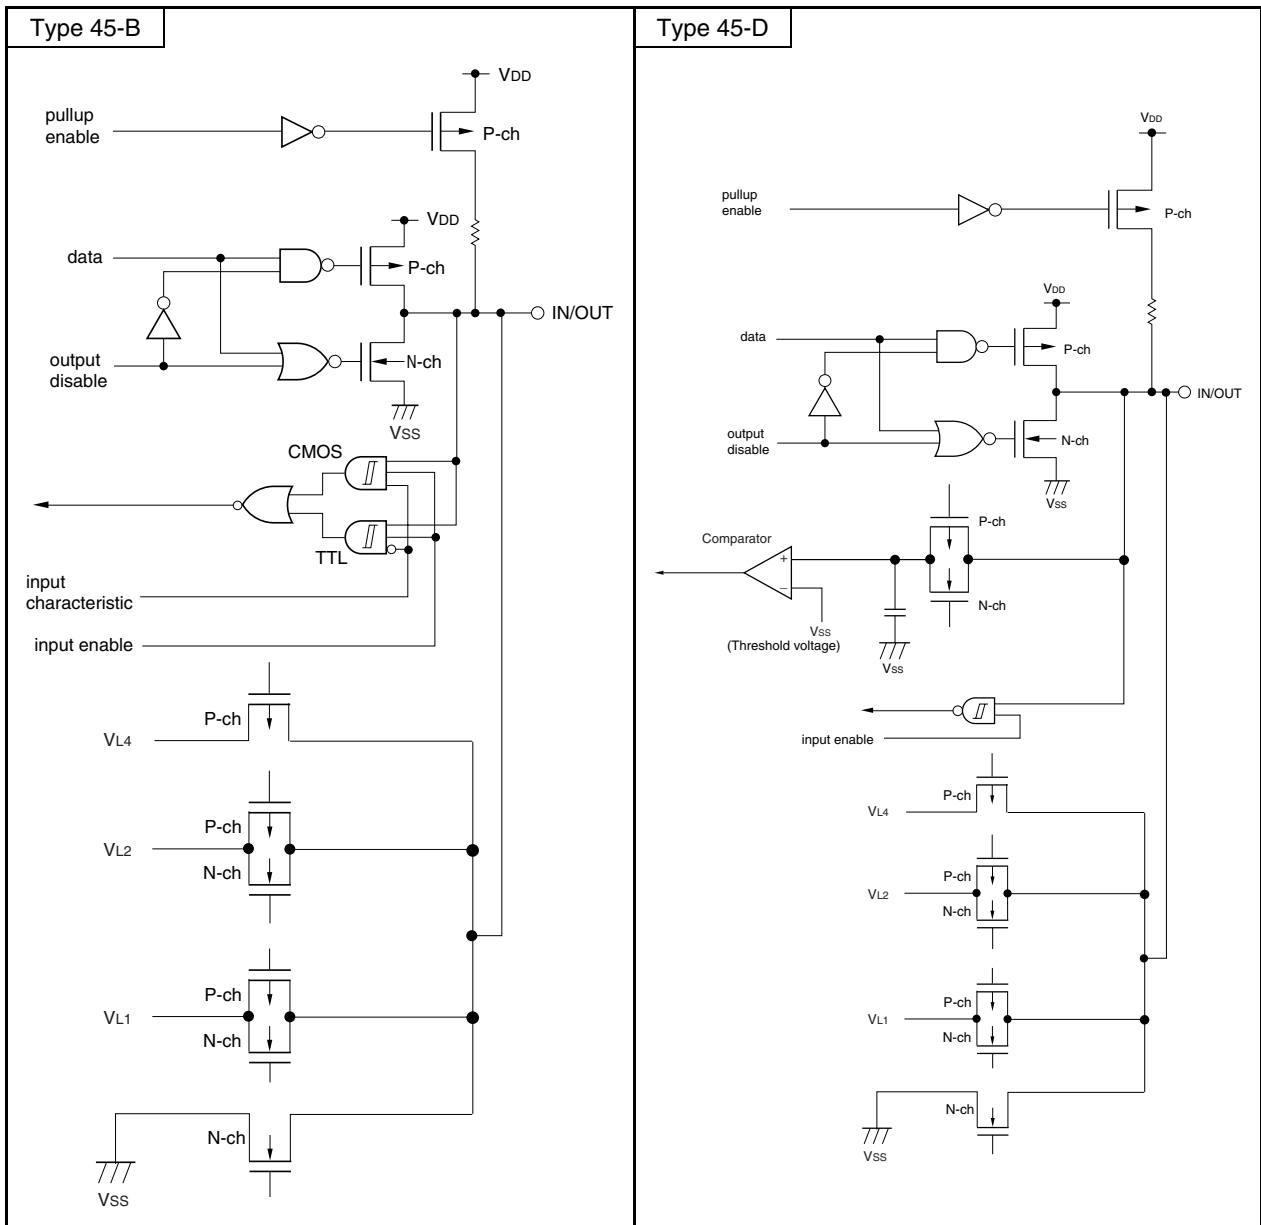 Type 45-B
VDD
pullup
enable
P-ch
VDD
data
P-ch
IN/OUT
output
disable
N-ch
VSS
CMOS
TTL
input
characteristic
input enable
P-ch
VL4
P-ch
VL2
N-ch
P-ch
VL1
N-ch
N-ch
VSS
Type 45-D
VDD
pullup
enable
P-ch
VDD
data
P-ch
IN/OUT
output
disable
N-ch
VSS
P-ch
Comparator
+
–
N-ch
VSS
(Threshold voltage)
VSS
input enable
P-ch
VL4
P-ch
VL2
N-ch
P-ch
VL1
N-ch
N-ch
VSS